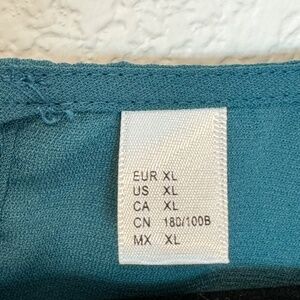 EUR XL
US XL
CA XL
CN 180/100B
MX XL